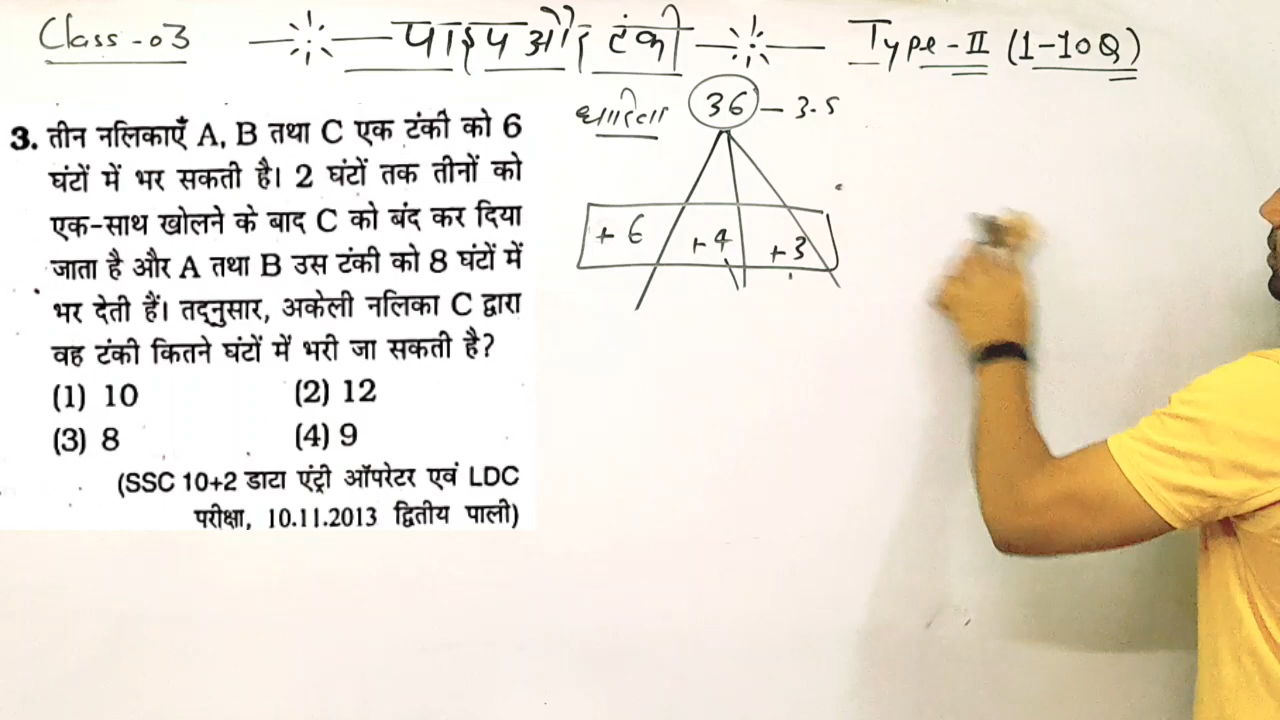 Class-03 पाइप और टंकी Type-II (1-10Q)
3. तीन नलिकाएँ A, B तथा C एक टंकी को 6
घंटों में भर सकती है। 2 घंटों तक तीनों को
एक-साथ खोलने के बाद C को बंद कर दिया
जाता है और A तथा B उस टंकी को 8 घंटों में
भर देती हैं। तद्नुसार, अकेली नलिका C द्वारा
वह टंकी कितने घंटों में भरी जा सकती है?
(1) 10 (2) 12
(3) 8 (4) 9
(SSC 10+2 डाटा एंट्री ऑपरेटर एवं LDC
परीक्षा, 10.11.2013 द्वितीय पाली)
धारिता 36 - 3.5
+6 +4 +3